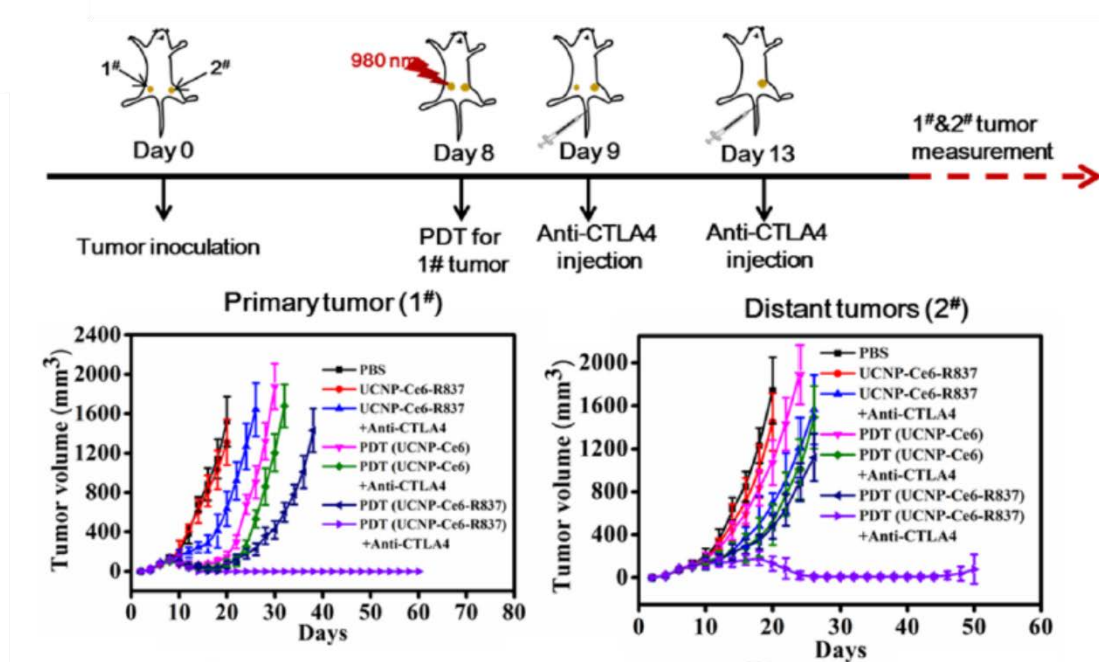 1# 2#
980 nm
Day 0 Day 8 Day 9 Day 13
1#&2# tumor
measurement
Tumor inoculation
PDT for
1# tumor
Anti-CTLA4
injection
Anti-CTLA4
injection
Primary tumor (1#)
Tumor volume (mm³)
2400
2000
1600
1200
800
400
0
PBS
UCNP-Ce6-R837
UCNP-Ce6-R837
+Anti-CTLA4
PDT (UCNP-Ce6)
PDT (UCNP-Ce6)
+Anti-CTLA4
PDT (UCNP-Ce6-R837)
PDT (UCNP-Ce6-R837)
+Anti-CTLA4
0 10 20 30 40 50 60 70 80
Days
Distant tumors (2#)
Tumor volume (mm³)
2000
1600
1200
800
400
0
PBS
UCNP-Ce6-R837
UCNP-Ce6-R837
+Anti-CTLA4
PDT (UCNP-Ce6)
PDT (UCNP-Ce6)
+Anti-CTLA4
PDT (UCNP-Ce6-R837)
PDT (UCNP-Ce6-R837)
+Anti-CTLA4
0 10 20 30 40 50 60
Days